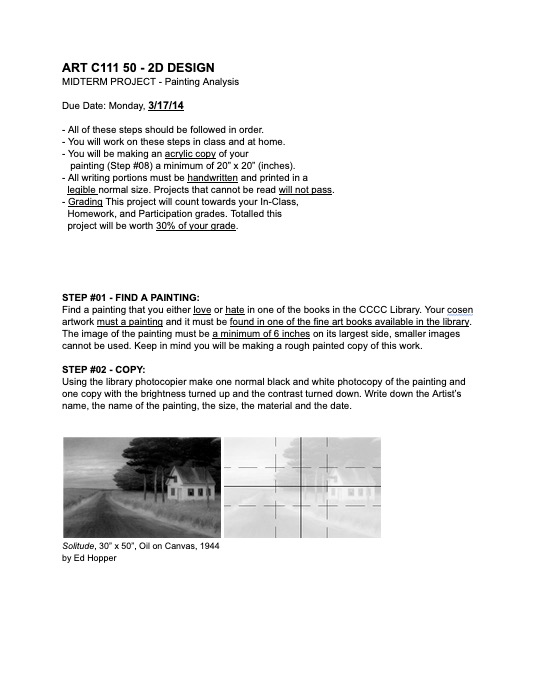 ART C111 50 - 2D DESIGN
MIDTERM PROJECT - Painting Analysis
Due Date: Monday, 3/17/14
- All of these steps should be followed in order.
- You will work on these steps in class and at home.
- You will be making an acrylic copy of your
painting (Step #08) a minimum of 20” x 20” (inches).
- All writing portions must be handwritten and printed in a
legible normal size. Projects that cannot be read will not pass.
- Grading This project will count towards your In-Class,
Homework, and Participation grades. Totalled this
project will be worth 30% of your grade.
STEP #01 - FIND A PAINTING:
Find a painting that you either love or hate in one of the books in the CCCC Library. Your cosen
artwork must a painting and it must be found in one of the fine art books available in the library.
The image of the painting must be a minimum of 6 inches on its largest side, smaller images
cannot be used. Keep in mind you will be making a rough painted copy of this work.
STEP #02 - COPY:
Using the library photocopier make one normal black and white photocopy of the painting and
one copy with the brightness turned up and the contrast turned down. Write down the Artist’s
name, the name of the painting, the size, the material and the date.
Solitude, 30” x 50”, Oil on Canvas, 1944
by Ed Hopper